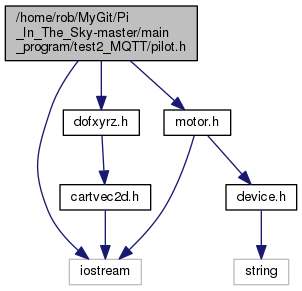 /home/rob/MyGit/Pi
_In_The_Sky-master/main
_program/test2_MQTT/pilot.h
dofxyrz.h
motor.h
cartvec2d.h
device.h
iostream
string